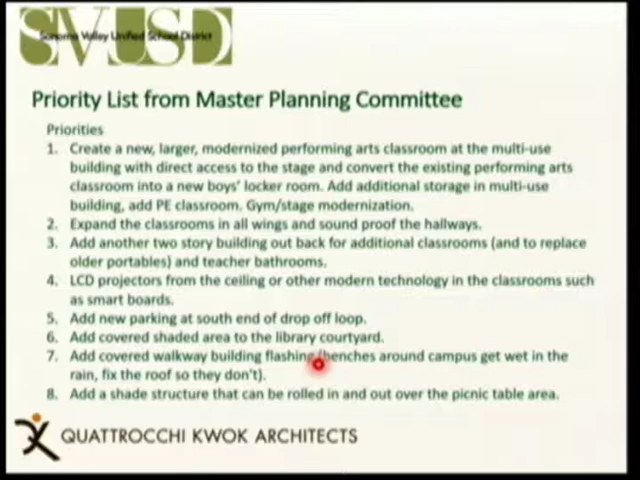 SVUSD
Sonoma Valley Unified School District
Priority List from Master Planning Committee
Priorities
1. Create a new, larger, modernized performing arts classroom at the multi-use
building with direct access to the stage and convert the existing performing arts
classroom into a new boys' locker room. Add additional storage in multi-use
building, add PE classroom. Gym/stage modernization.
2. Expand the classrooms in all wings and sound proof the hallways.
3. Add another two story building out back for additional classrooms (and to replace
older portables) and teacher bathrooms.
4. LCD projectors from the ceiling or other modern technology in the classrooms such
as smart boards.
5. Add new parking at south end of drop off loop.
6. Add covered shaded area to the library courtyard.
7. Add covered walkway building flashing (benches around campus get wet in the
rain, fix the roof so they don't).
8. Add a shade structure that can be rolled in and out over the picnic table area.
QUATTROCCHI KWOK ARCHITECTS